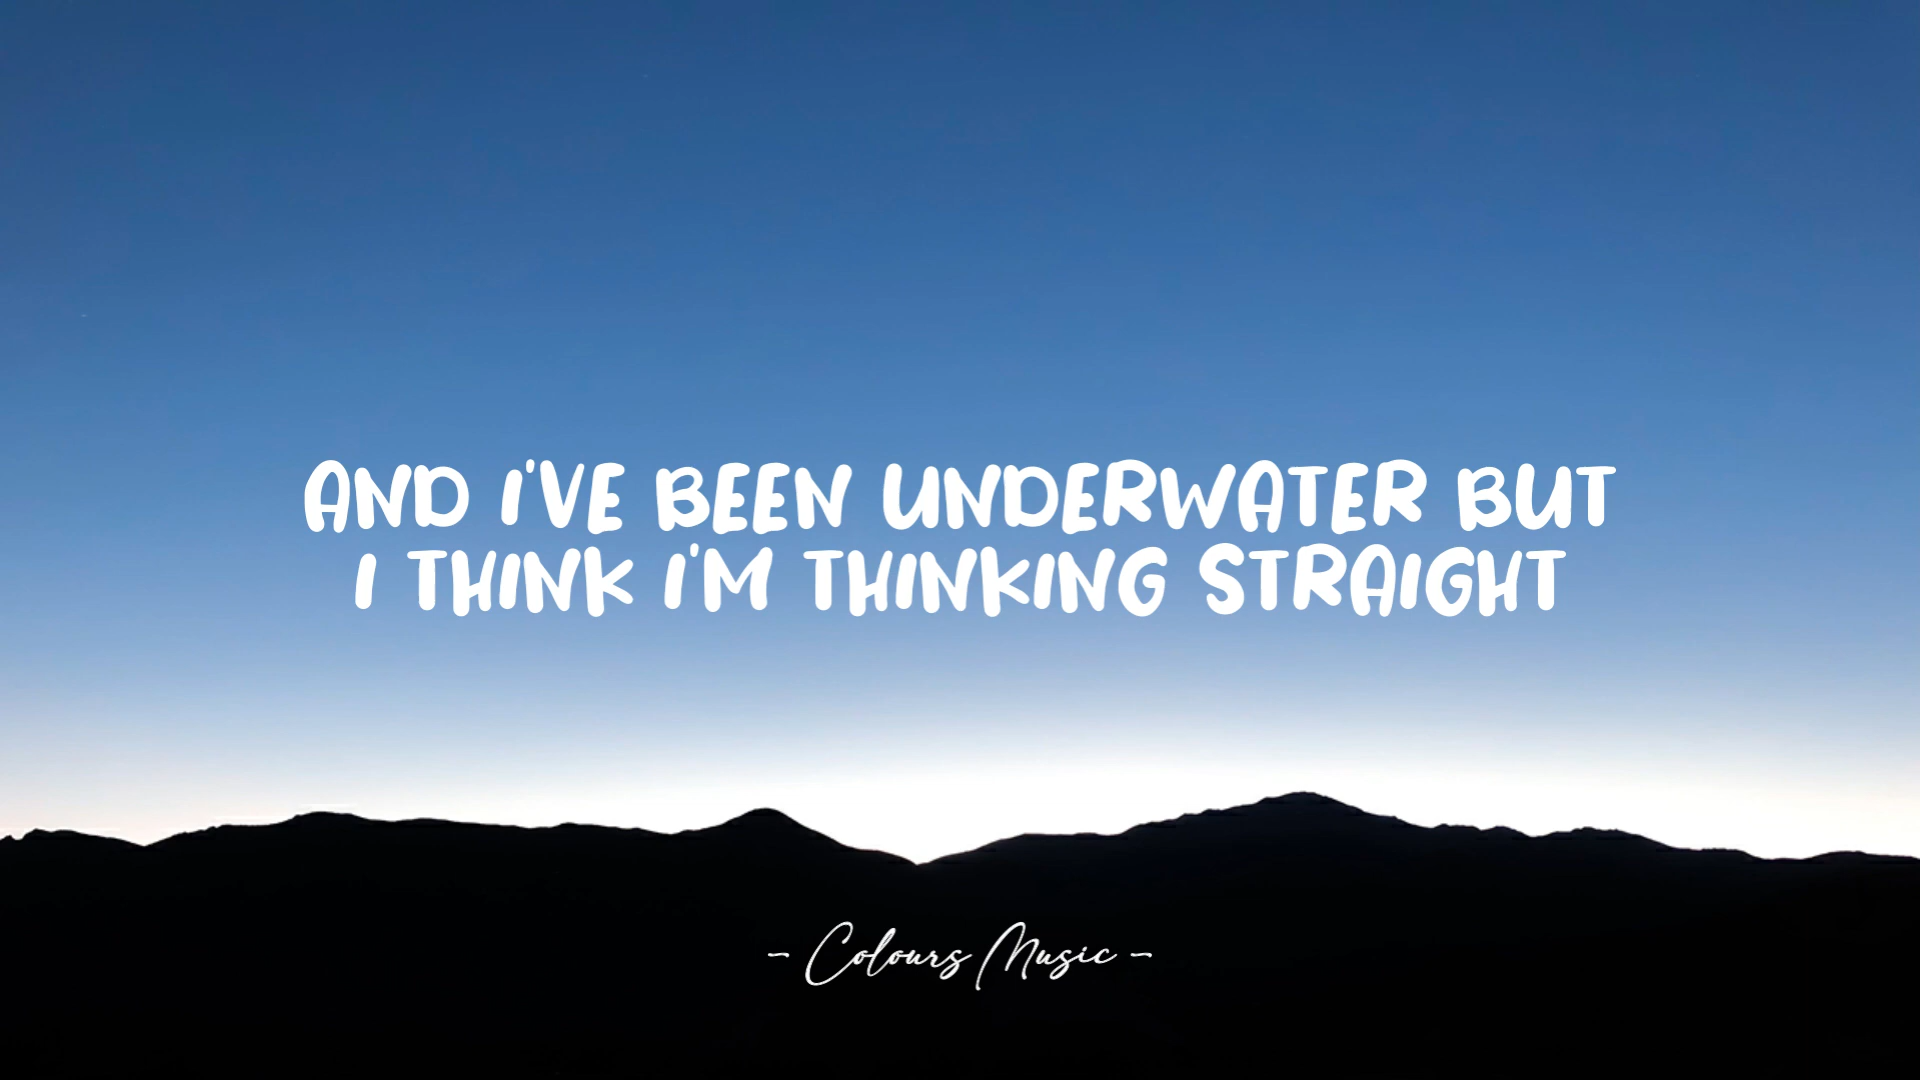 AND I'VE BEEN UNDERWATER BUT
I THINK I'M THINKING STRAIGHT
- Colours Music -